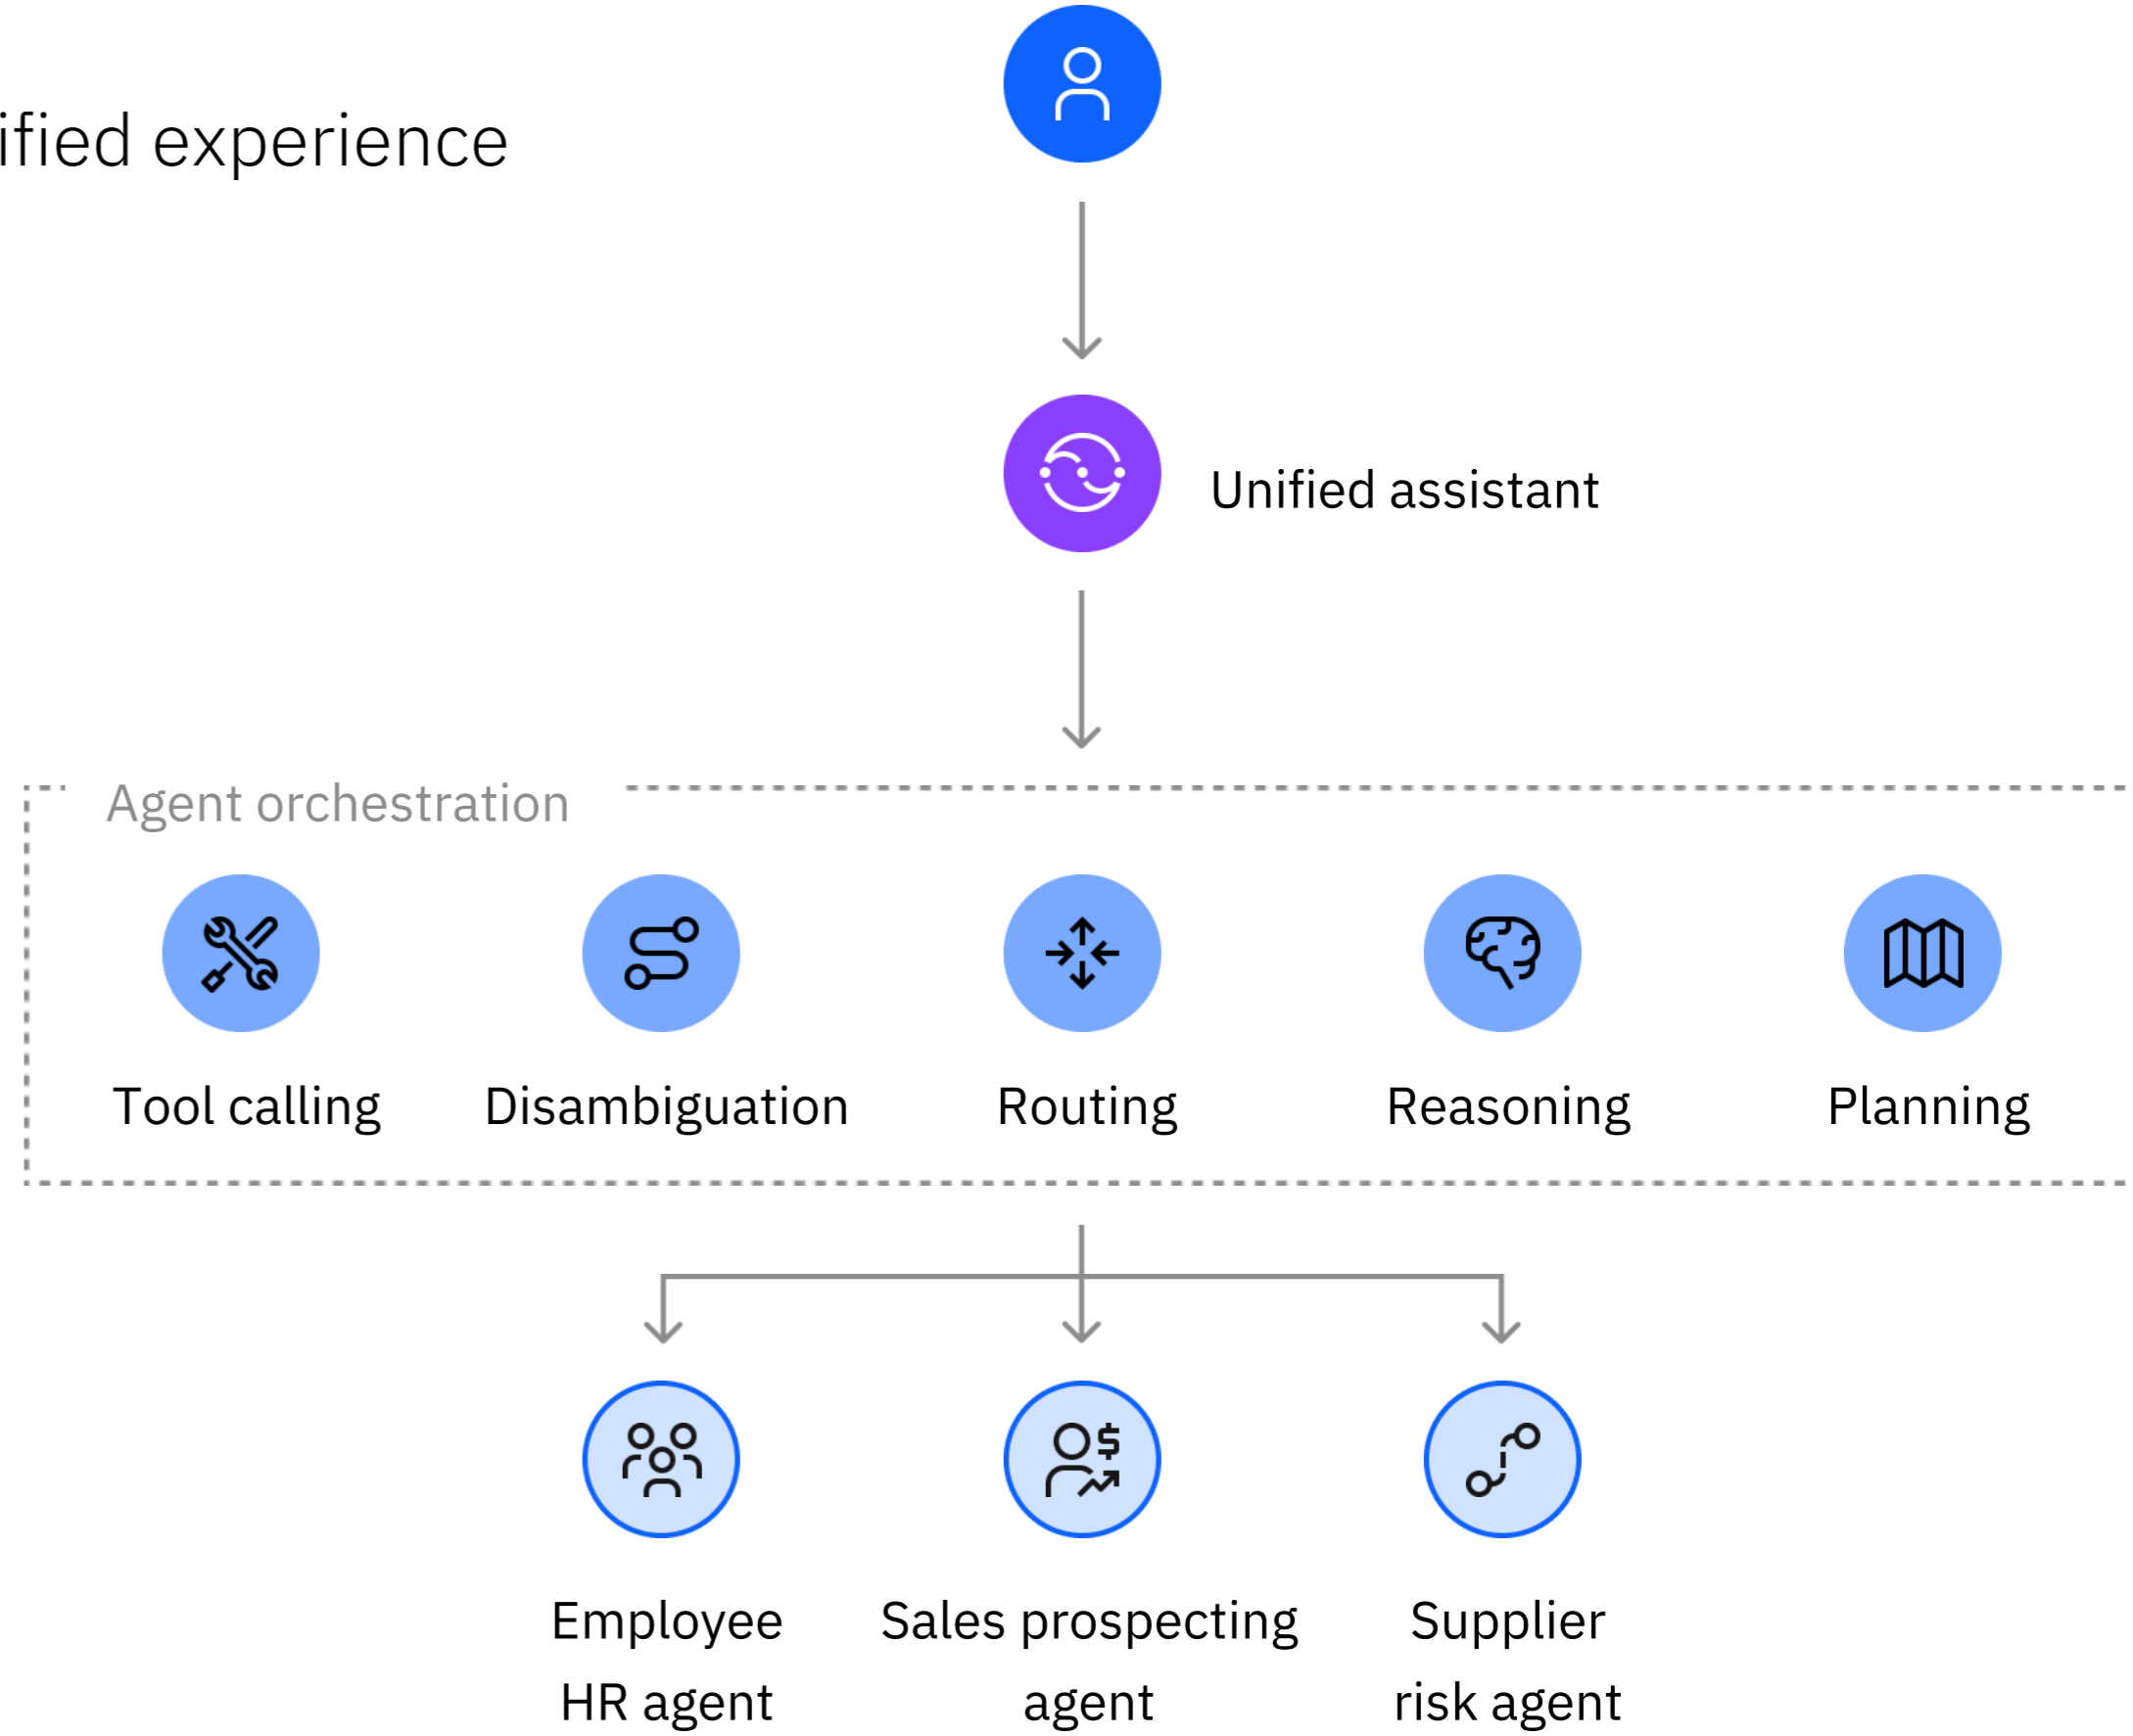 ified experience
Unified assistant
Agent orchestration
Tool calling
Disambiguation
Routing
Reasoning
Planning
Employee
HR agent
Sales prospecting
agent
Supplier
risk agent